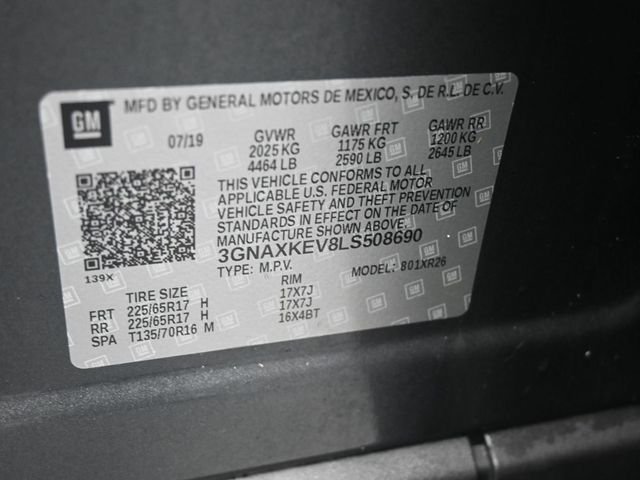 GM MFD BY GENERAL MOTORS DE MEXICO, S. DE R.L. DE C.V.
07/19 GVWR GAWR FRT GAWR RR
2025 KG 1175 KG 1200 KG
4464 LB 2590 LB 2645 LB
THIS VEHICLE CONFORMS TO ALL
APPLICABLE U.S. FEDERAL MOTOR
VEHICLE SAFETY AND THEFT PREVENTION
STANDARDS IN EFFECT ON THE DATE OF
MANUFACTURE SHOWN ABOVE.
3GNAXKEV8LS508690
139X TYPE: M.P.V. MODEL: 801XR26
TIRE SIZE RIM
FRT 225/65R17 H 17X7J
RR 225/65R17 H 17X7J
SPA T135/70R16 M 16X4BT